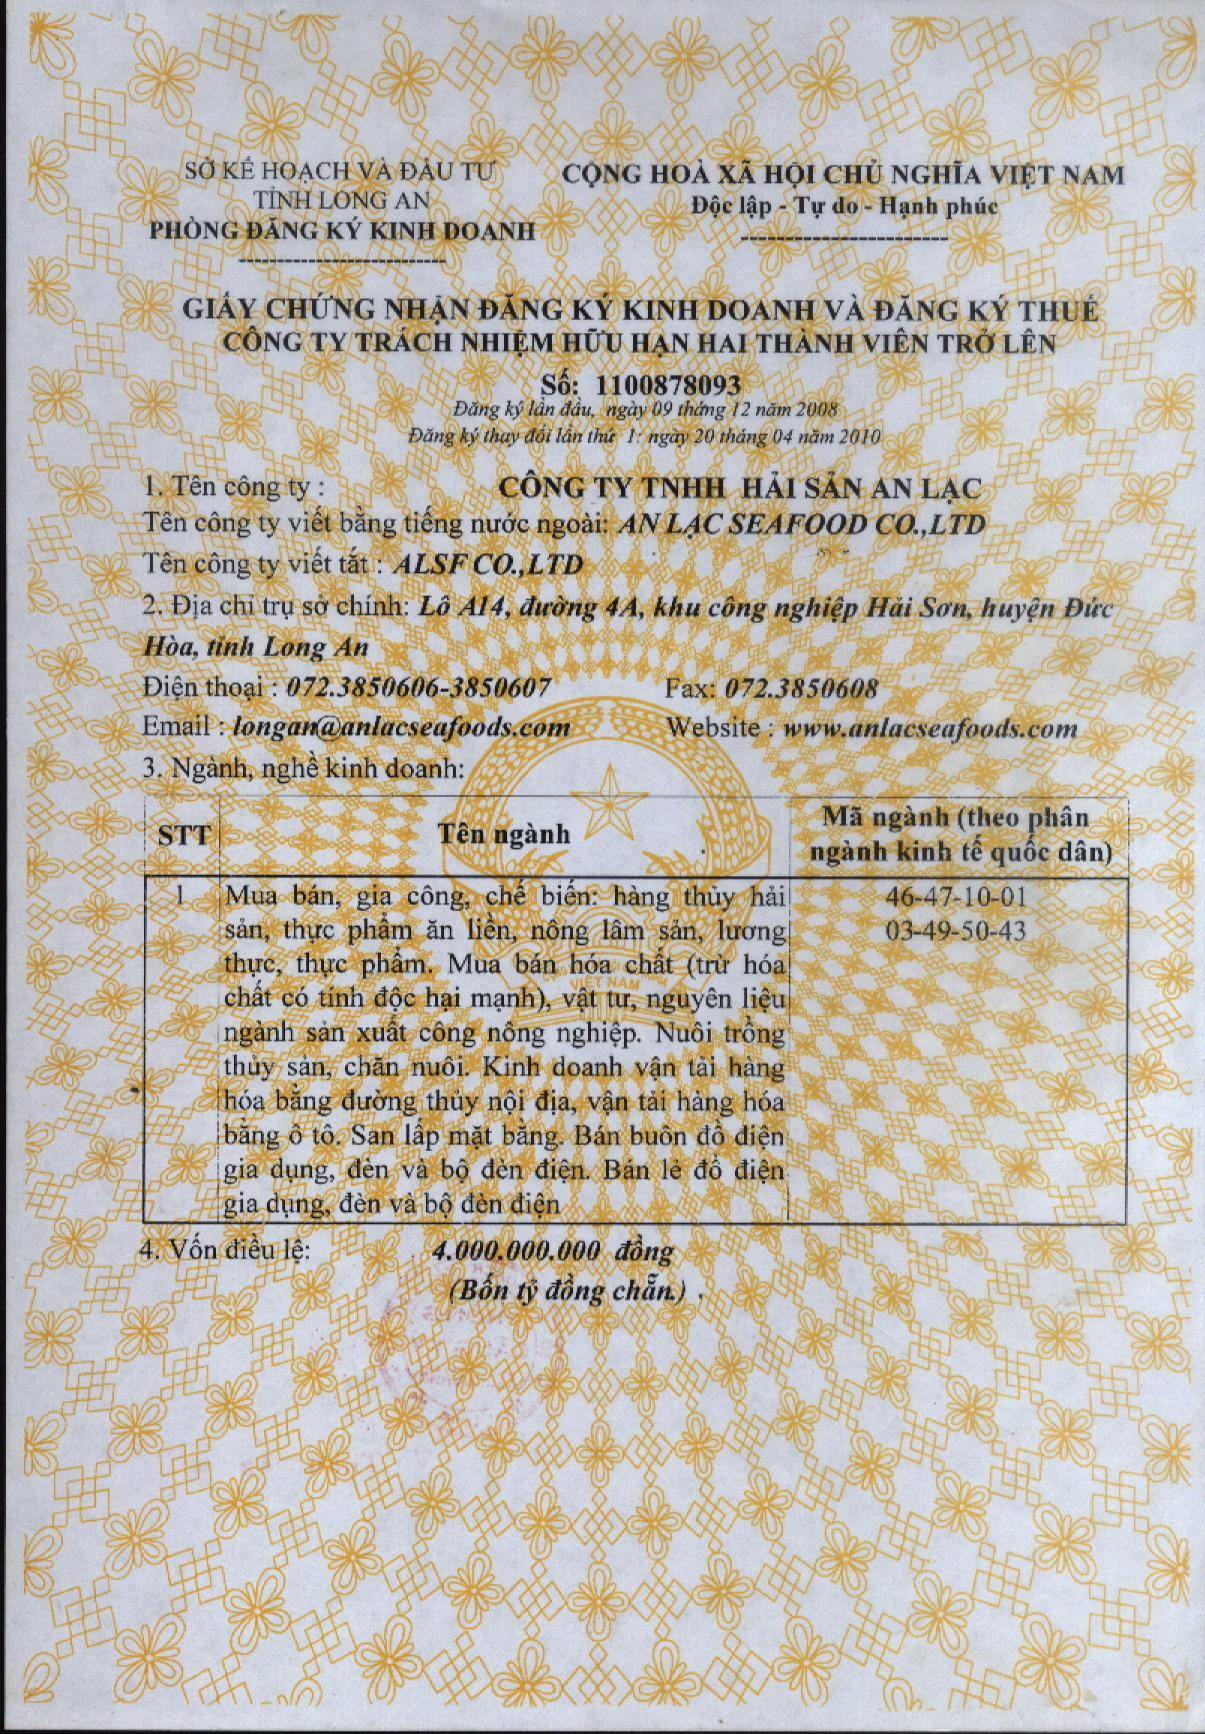 SỞ KẾ HOẠCH VÀ ĐẦU TƯ
TỈNH LONG AN
PHÒNG ĐĂNG KÝ KINH DOANH
-----------------------
CỘNG HOÀ XÃ HỘI CHỦ NGHĨA VIỆT NAM
Độc lập - Tự do - Hạnh phúc
-----------------------
GIẤY CHỨNG NHẬN ĐĂNG KÝ KINH DOANH VÀ ĐĂNG KÝ THUẾ
CÔNG TY TRÁCH NHIỆM HỮU HẠN HAI THÀNH VIÊN TRỞ LÊN
Số: 1100878093
Đăng ký lần đầu, ngày 09 tháng 12 năm 2008
Đăng ký thay đổi lần thứ 1: ngày 20 tháng 04 năm 2010
1. Tên công ty : CÔNG TY TNHH HẢI SẢN AN LẠC
Tên công ty viết bằng tiếng nước ngoài: AN LẠC SEAFOOD CO.,LTD
Tên công ty viết tắt : ALSF CO.,LTD
2. Địa chỉ trụ sở chính: Lô A14, đường 4A, khu công nghiệp Hải Sơn, huyện Đức
Hòa, tỉnh Long An
Điện thoại : 072.3850606-3850607 Fax: 072.3850608
Email : longan@anlacseafoods.com Website : www.anlacseafoods.com
3. Ngành, nghề kinh doanh:
STT
Tên ngành
Mã ngành (theo phân
ngành kinh tế quốc dân)
1
Mua bán, gia công, chế biến: hàng thủy hải
sản, thực phẩm ăn liền, nông lâm sản, lương
thực, thực phẩm. Mua bán hóa chất (trừ hóa
chất có tính độc hại mạnh), vật tư, nguyên liệu
ngành sản xuất công nông nghiệp. Nuôi trồng
thủy sản, chăn nuôi. Kinh doanh vận tải hàng
hóa bằng đường thủy nội địa, vận tải hàng hóa
bằng ô tô. San lấp mặt bằng. Bán buôn đồ điện
gia dụng, đèn và bộ đèn điện. Bán lẻ đồ điện
gia dụng, đèn và bộ đèn điện
46-47-10-01
03-49-50-43
VIỆT NAM
4. Vốn điều lệ: 4.000.000.000 đồng
(Bốn tỷ đồng chẵn.)